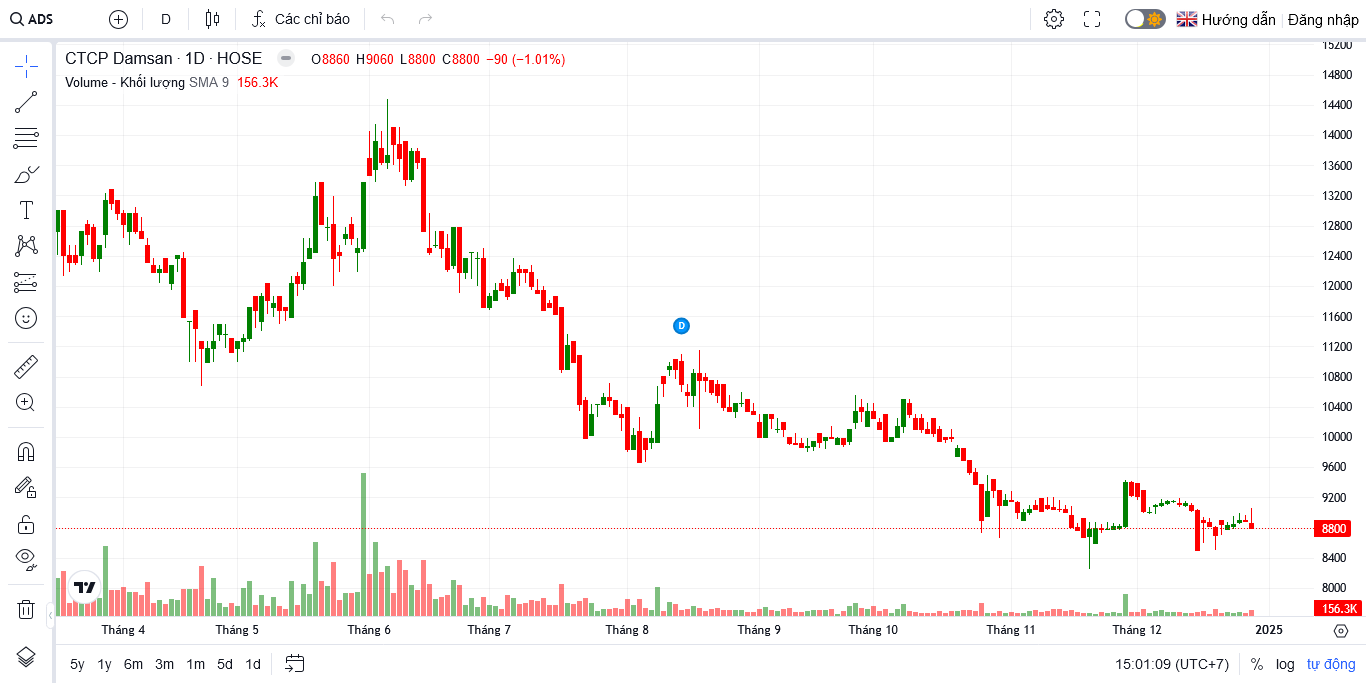 ADS D Các chỉ báo Hướng dẫn Đăng nhập
CTCP Damsan · 1D · HOSE O8860 H9060 L8800 C8800 −90 (−1.01%)
Volume - Khối lượng SMA 9 156.3K
15200
14800
14400
14000
13600
13200
12800
12400
12000
11600
11200
10800
10400
10000
9600
9200
8800
8400
8000
156.3K
D
Tháng 4 Tháng 5 Tháng 6 Tháng 7 Tháng 8 Tháng 9 Tháng 10 Tháng 11 Tháng 12 2025
5y 1y 6m 3m 1m 5d 1d 15:01:09 (UTC+7) % log tự động